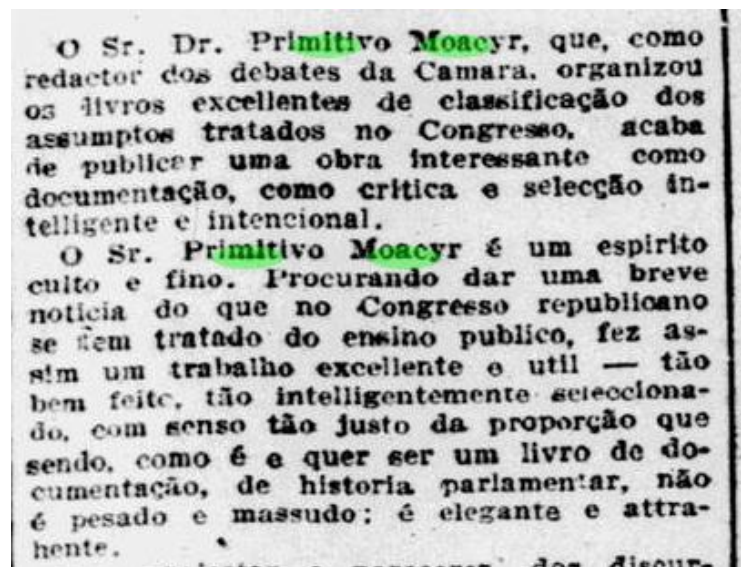 O Sr. Dr. Primitivo Moacyr, que, como
redactor dos debates da Camara, organizou
os livros excellentes de classificação dos
assumptos tratados no Congresso, acaba
de publicar uma obra interessante como
documentação, como critica e selecção in-
telligente e intencional.
O Sr. Primitivo Moacyr é um espirito
culto e fino. Procurando dar uma breve
noticia do que no Congresso republicano
se tem tratado do ensino publico, fez as-
sim um trabalho excellente e util — tão
bem feito, tão intelligentemente selecciona-
do, com senso tão justo da proporção que
sendo, como é e quer ser um livro de do-
cumentação, de historia parlamentar, não
é pesado e massudo: é elegante e attra-
hente.
dos discur-